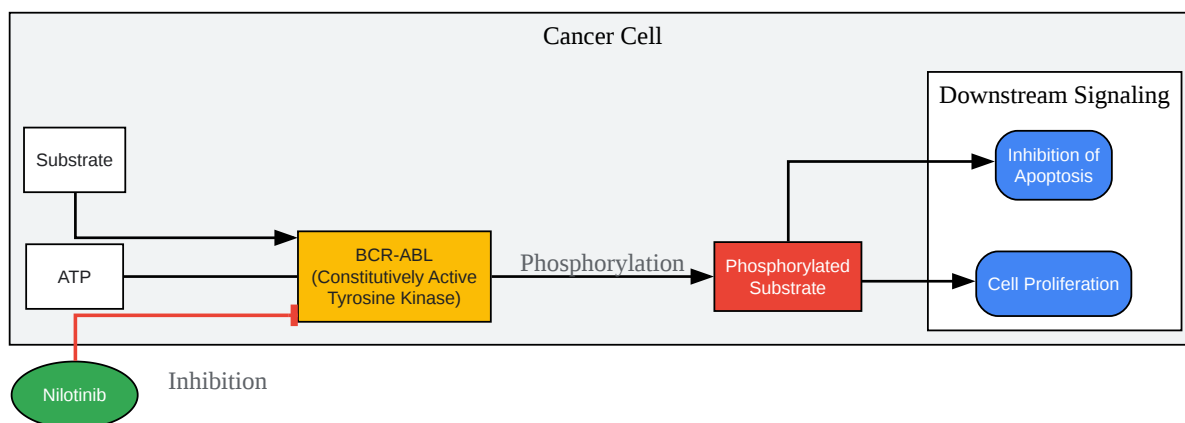 Cancer Cell
Downstream Signaling
Substrate
Inhibition of
Apoptosis
ATP
BCR-ABL
(Constitutively Active
Tyrosine Kinase)
Phosphorylation
Phosphorylated
Substrate
Cell Proliferation
Nilotinib
Inhibition